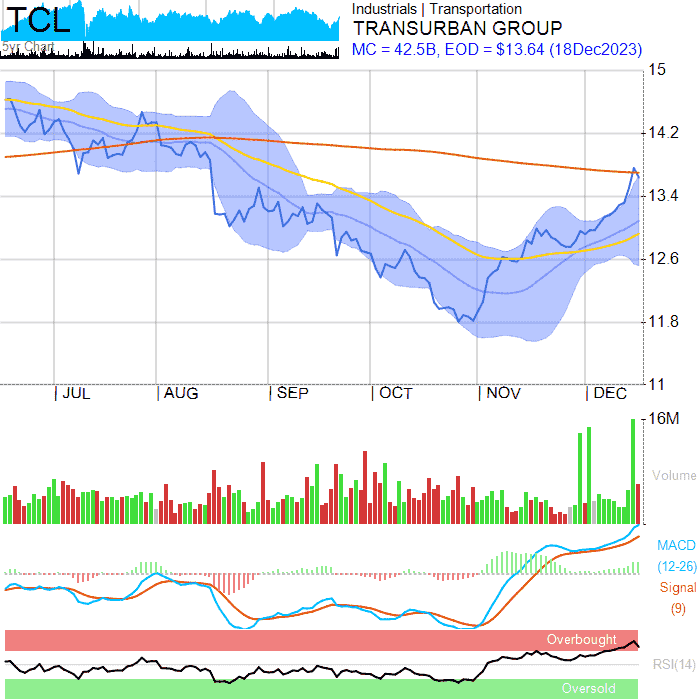 TCL
5yr Chart
Industrials | Transportation
TRANSURBAN GROUP
MC = 42.5B, EOD = $13.64 (18Dec2023)
15
14.2
13.4
12.6
11.8
11
JUL
AUG
SEP
OCT
NOV
DEC
16M
Volume
MACD
(12-26)
Signal
(9)
Overbought
RSI(14)
Oversold